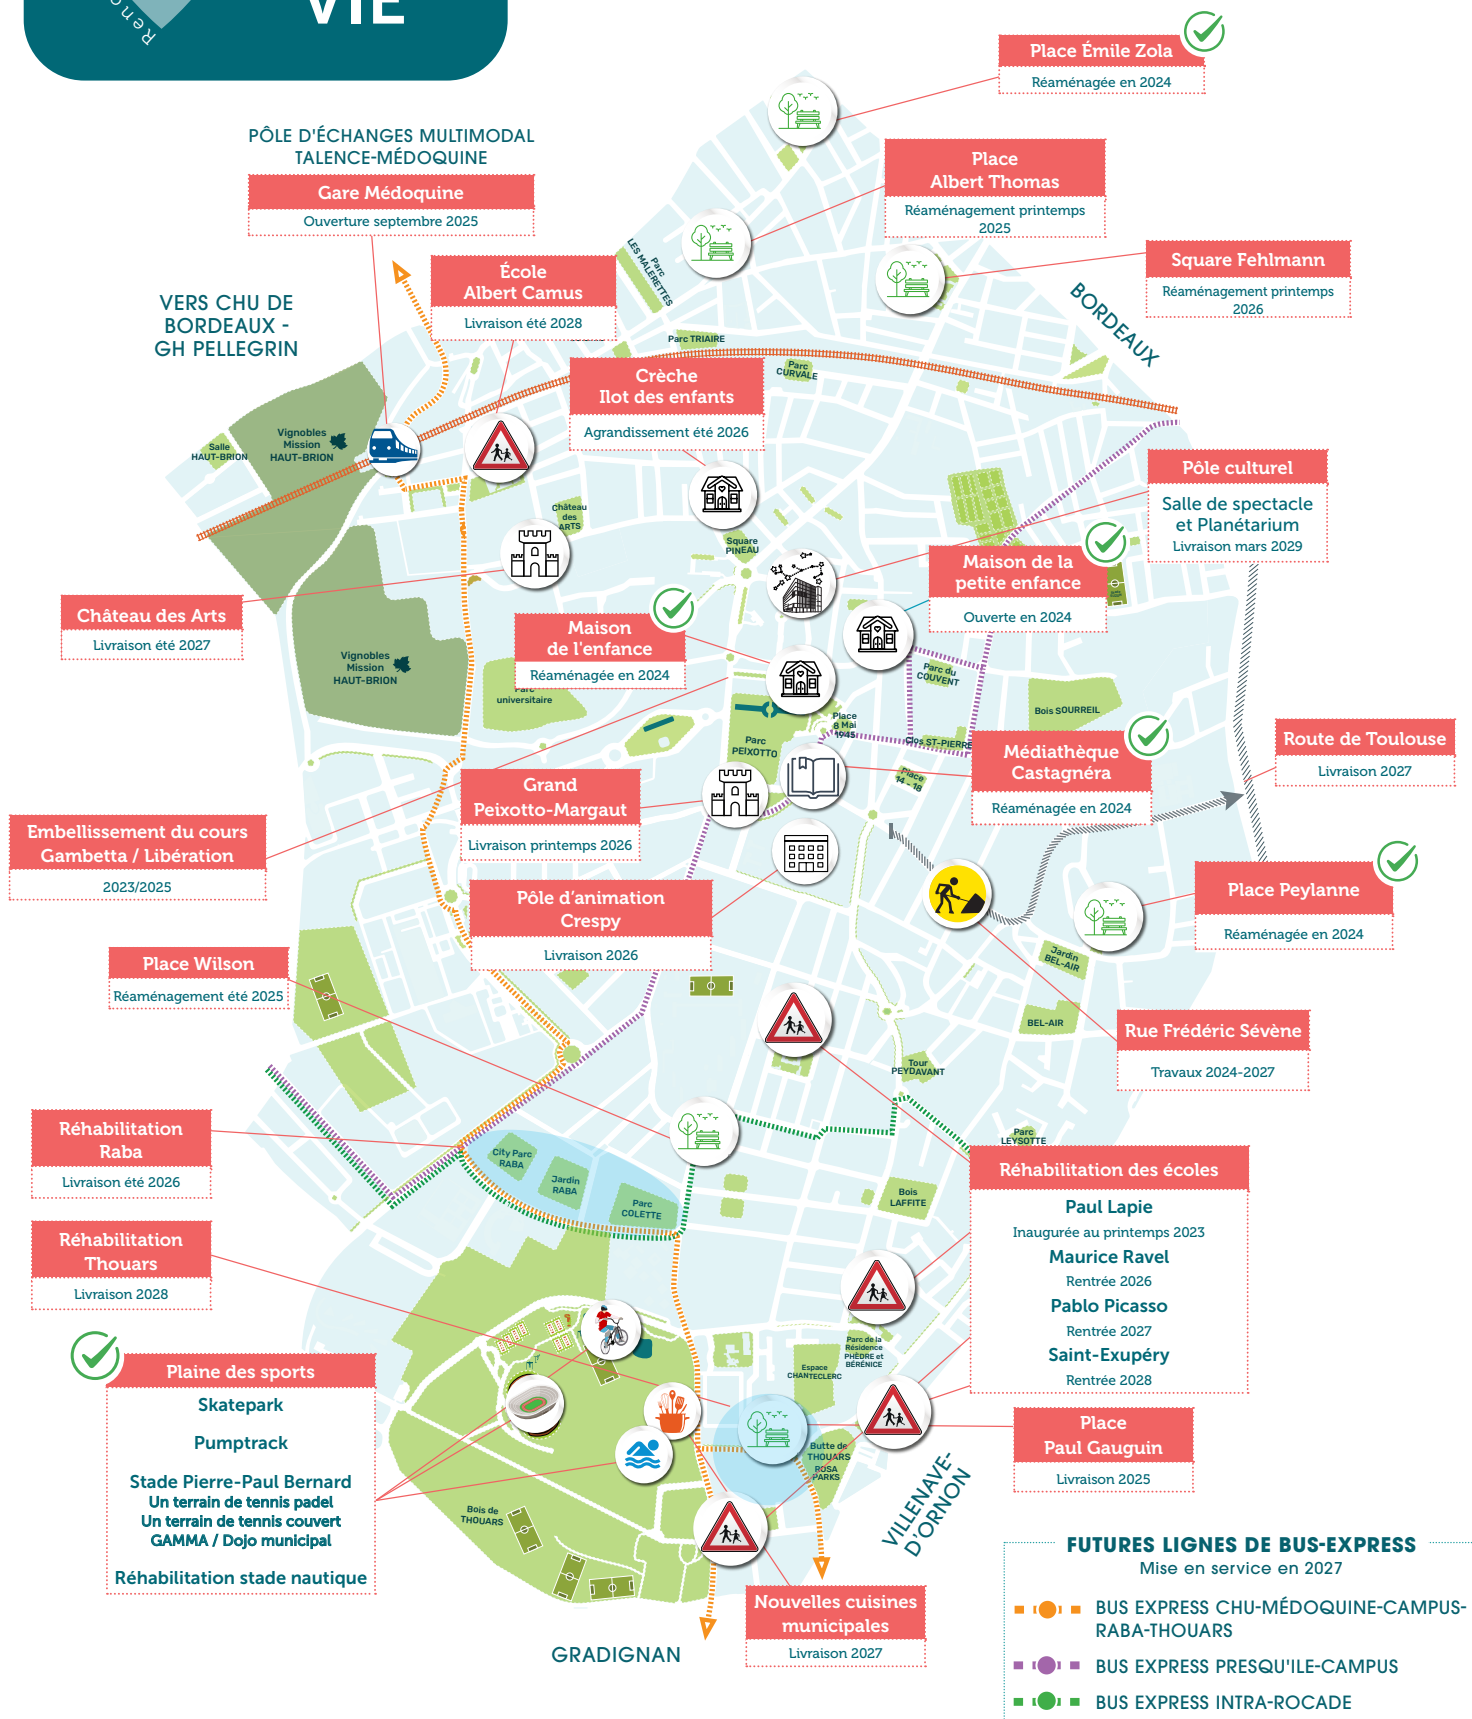 VIE
Place Émile Zola
Réaménagée en 2024
PÔLE D'ÉCHANGES MULTIMODAL
TALENCE-MÉDOQUINE
Gare Médoquine
Ouverture septembre 2025
Place
Albert Thomas
Réaménagement printemps
2025
Square Fehlmann
Réaménagement printemps
2026
BORDEAUX
École
Albert Camus
Livraison été 2028
Parc
LES MALERETTES
VERS CHU DE
BORDEAUX -
GH PELLEGRIN
Parc TRIAIRE
Parc
CURVALE
Crèche
Ilot des enfants
Agrandissement été 2026
Salle
HAUT-BRION
Vignobles
Mission
HAUT-BRION
Pôle culturel
Salle de spectacle
et Planétarium
Livraison mars 2029
Château
des
ARTS
Square
PINEAU
Maison de la
petite enfance
Ouverte en 2024
Château des Arts
Livraison été 2027
Maison
de l'enfance
Réaménagée en 2024
Vignobles
Mission
HAUT-BRION
Parc
universitaire
Parc du
COUVENT
Bois SOURREIL
Place
8 Mai
1945
Clos ST-PIERRE
Parc
PEIXOTTO
Place
14 - 18
Médiathèque
Castagnéra
Réaménagée en 2024
Route de Toulouse
Livraison 2027
Grand
Peixotto-Margaut
Livraison printemps 2026
Embellissement du cours
Gambetta / Libération
2023/2025
Pôle d’animation
Crespy
Livraison 2026
Place Peylanne
Réaménagée en 2024
Jardin
BEL-AIR
BEL-AIR
Place Wilson
Réaménagement été 2025
Rue Frédéric Sévène
Travaux 2024-2027
Tour
PEYDAVANT
Parc
LEYSOTTE
Réhabilitation
Raba
Livraison été 2026
City Parc
RABA
Jardin
RABA
Parc
COLETTE
Bois
LAFFITE
Réhabilitation des écoles
Paul Lapie
Inaugurée au printemps 2023
Maurice Ravel
Rentrée 2026
Pablo Picasso
Rentrée 2027
Saint-Exupéry
Rentrée 2028
Réhabilitation
Thouars
Livraison 2028
Parc de la
Résidence
PHÈDRE et
BÉRÉNICE
Espace
CHANTECLERC
Plaine des sports
Skatepark
Pumptrack
Stade Pierre-Paul Bernard
Un terrain de tennis padel
Un terrain de tennis couvert
GAMMA / Dojo municipal
Réhabilitation stade nautique
Place
Paul Gauguin
Livraison 2025
Butte de
THOUARS
ROSA
PARKS
Bois de
THOUARS
VILLENAVE-
D'ORNON
Nouvelles cuisines
municipales
Livraison 2027
GRADIGNAN
FUTURES LIGNES DE BUS-EXPRESS
Mise en service en 2027
BUS EXPRESS CHU-MÉDOQUINE-CAMPUS-
RABA-THOUARS
BUS EXPRESS PRESQU'ILE-CAMPUS
BUS EXPRESS INTRA-ROCADE